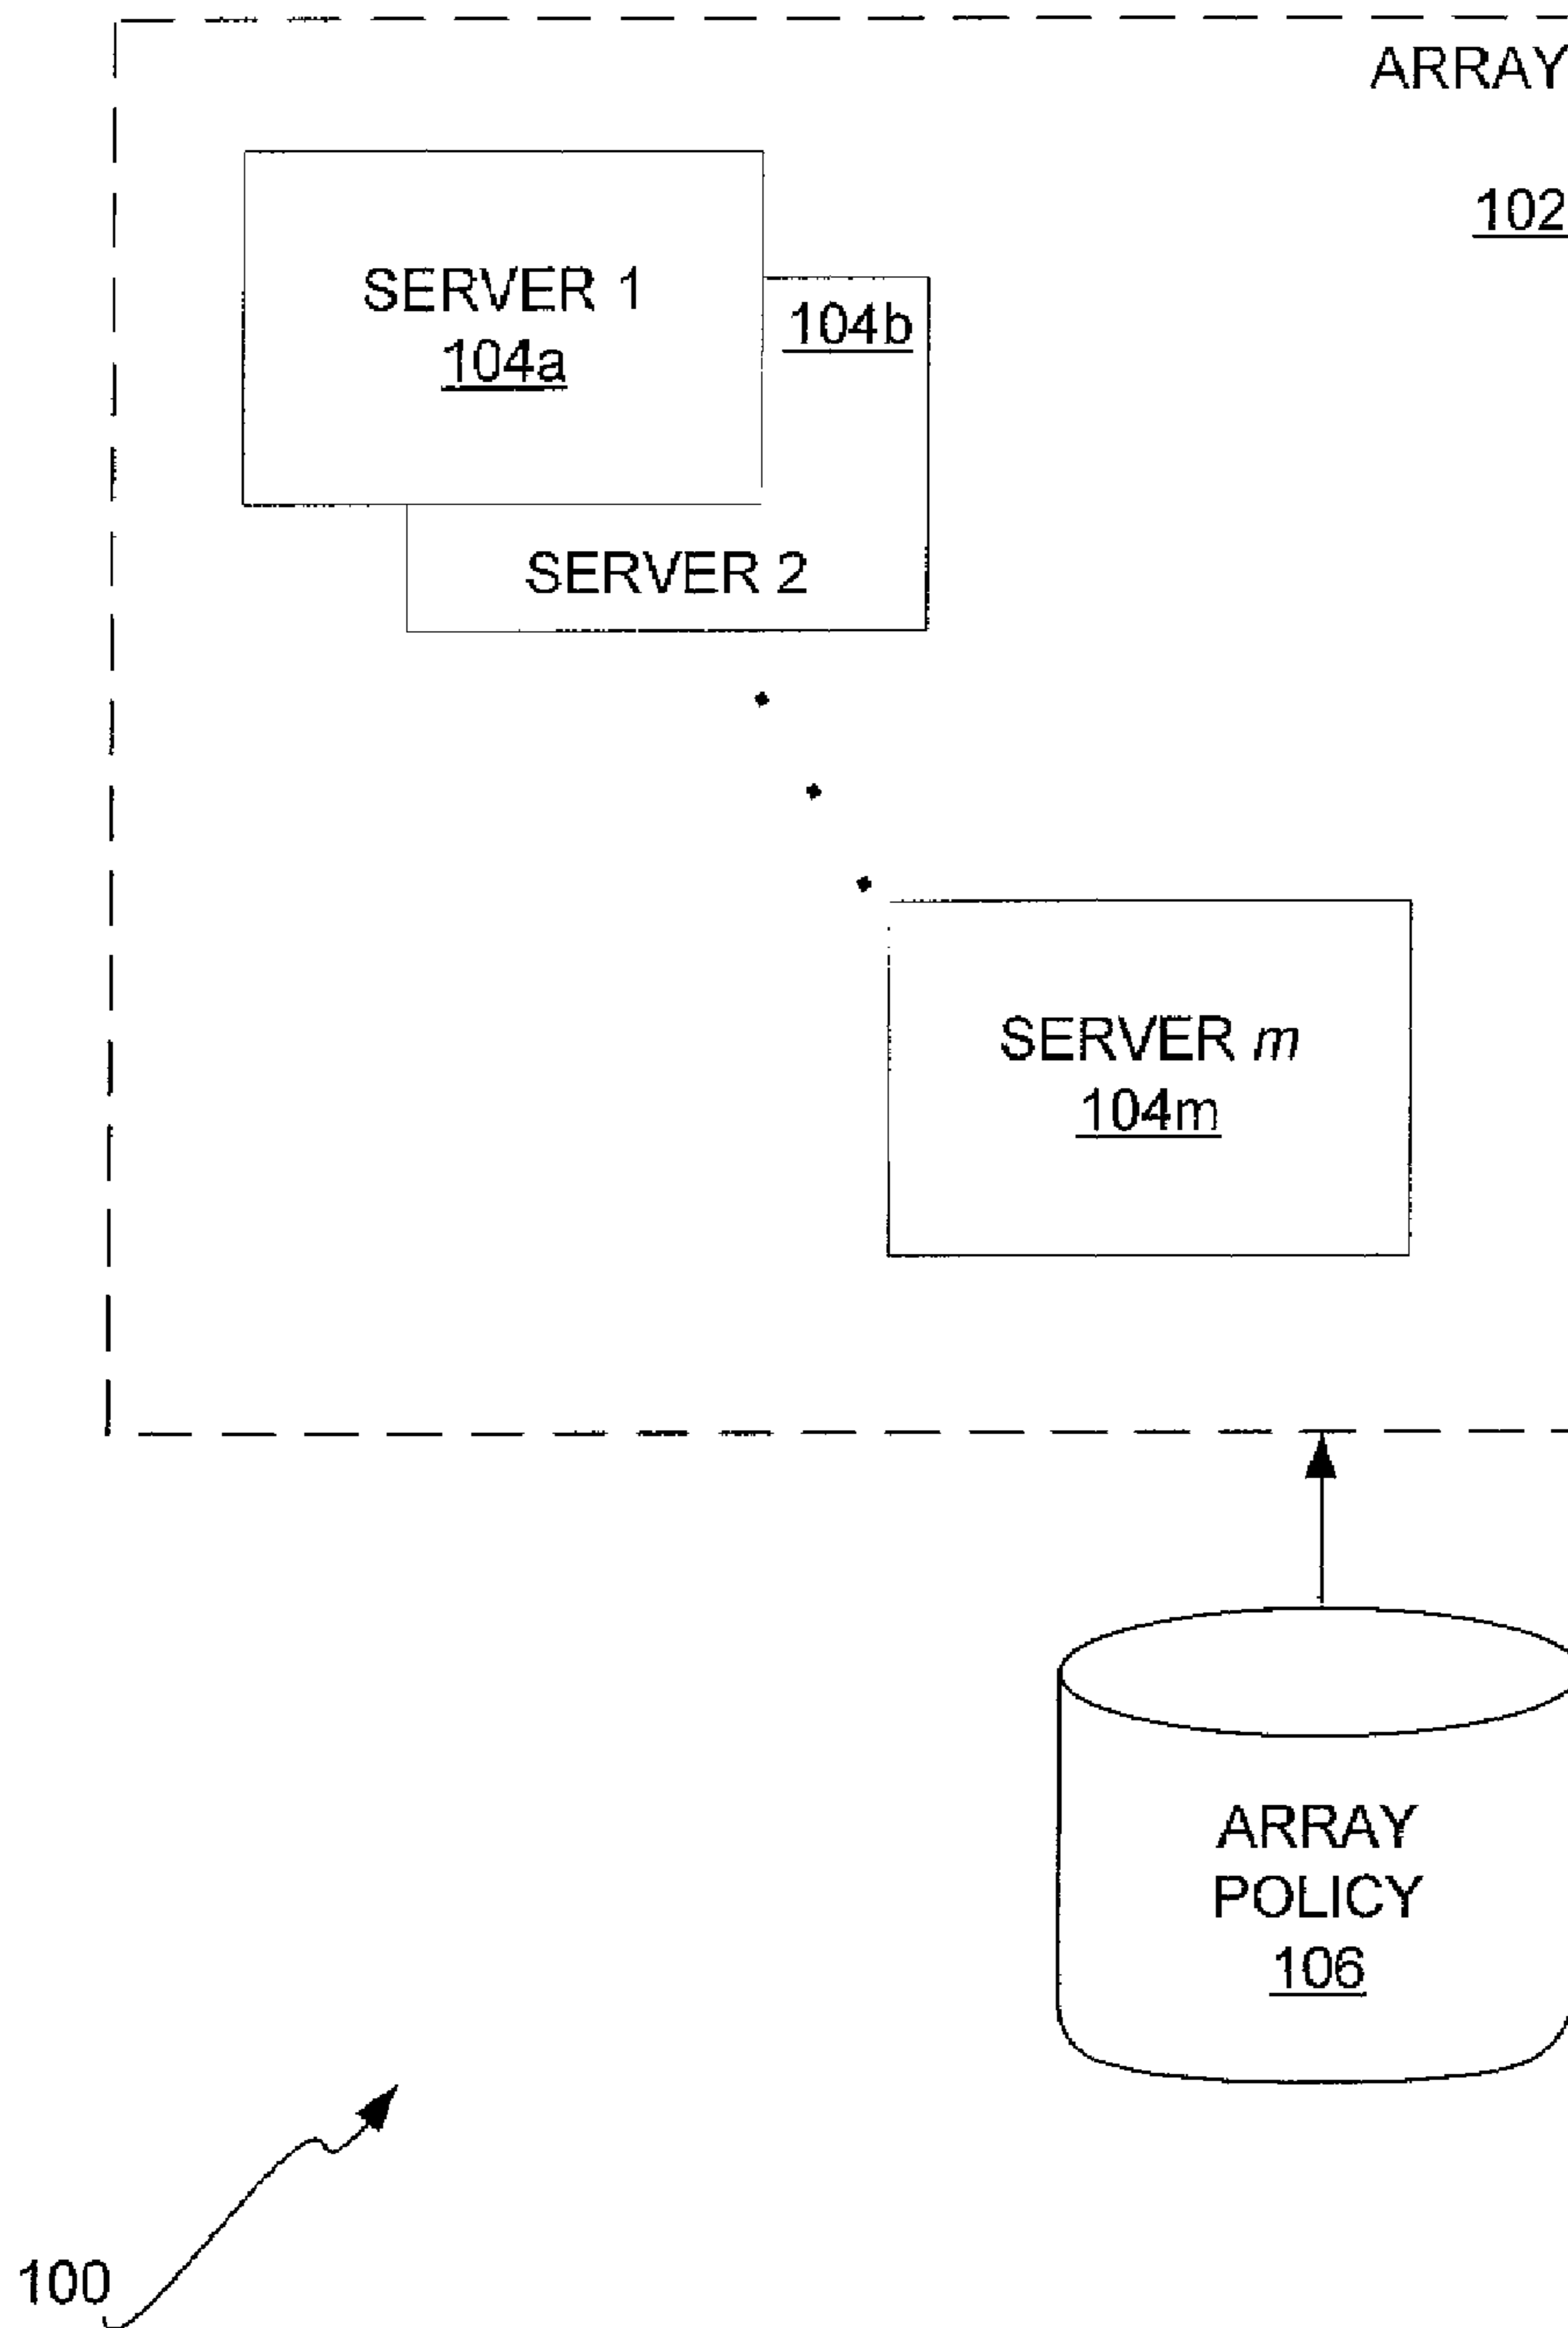 ARRAY
102
SERVER 1
104a
104b
SERVER 2
SERVER m
104m
ARRAY
POLICY
106
100